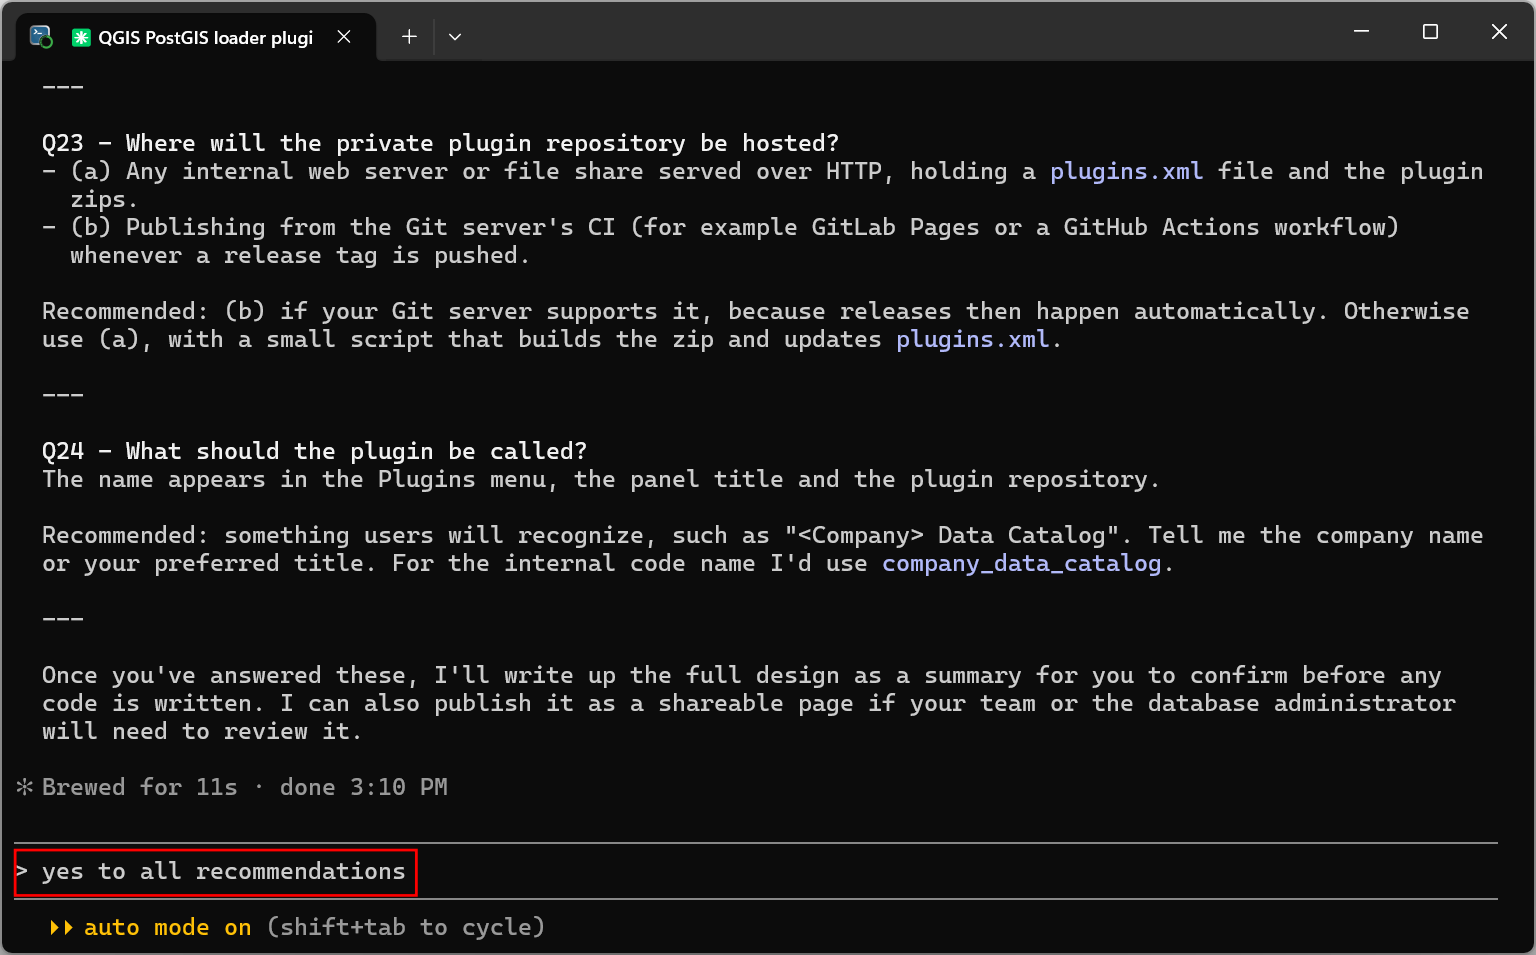 QGIS PostGIS loader plugi
---
Q23 - Where will the private plugin repository be hosted?
- (a) Any internal web server or file share served over HTTP, holding a plugins.xml file and the plugin
zips.
- (b) Publishing from the Git server's CI (for example GitLab Pages or a GitHub Actions workflow)
whenever a release tag is pushed.
Recommended: (b) if your Git server supports it, because releases then happen automatically. Otherwise
use (a), with a small script that builds the zip and updates plugins.xml.
---
Q24 - What should the plugin be called?
The name appears in the Plugins menu, the panel title and the plugin repository.
Recommended: something users will recognize, such as "<Company> Data Catalog". Tell me the company name
or your preferred title. For the internal code name I'd use company_data_catalog.
---
Once you've answered these, I'll write up the full design as a summary for you to confirm before any
code is written. I can also publish it as a shareable page if your team or the database administrator
will need to review it.
✻ Brewed for 11s · done 3:10 PM
> yes to all recommendations
⏵⏵ auto mode on (shift+tab to cycle)